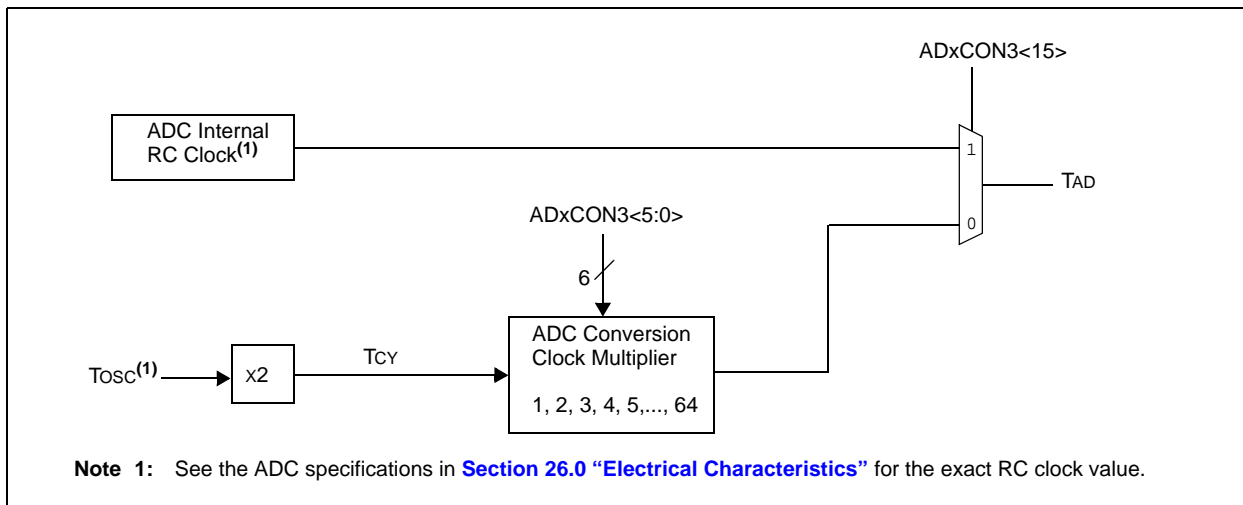 ADxCON3<15>
ADC Internal
RC Clock(1)
1
TAD
ADxCON3<5:0>
0
6
ADC Conversion
Clock Multiplier
TOSC(1)
X2
TCY
1, 2, 3, 4, 5,..., 64
Note 1: See the ADC specifications in Section 26.0 “Electrical Characteristics” for the exact RC clock value.